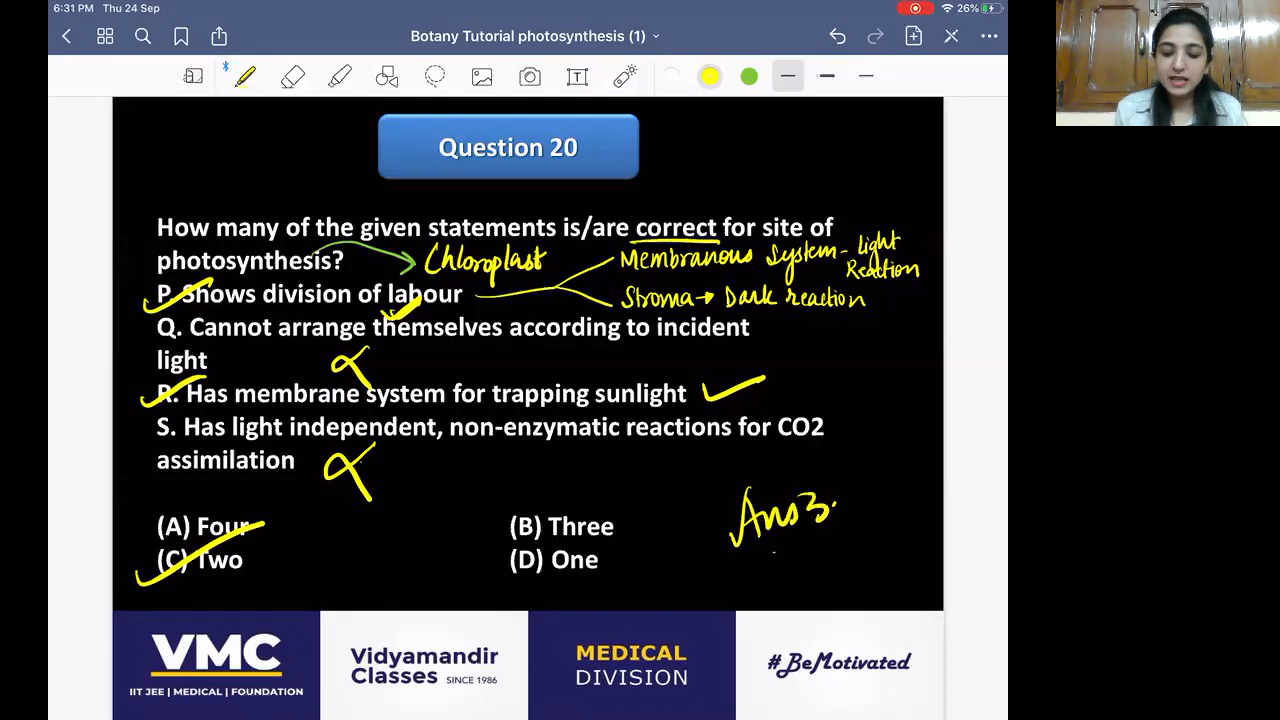 6:31 PM Thu 24 Sep
26%
Botany Tutorial photosynthesis (1)
Question 20
How many of the given statements is/are correct for site of
photosynthesis?
Chloroplast
Membranous System - light
Reaction
P. Shows division of labour
Stroma → Dark reaction
Q. Cannot arrange themselves according to incident
light
R. Has membrane system for trapping sunlight
S. Has light independent, non-enzymatic reactions for CO2
assimilation
Ans 3.
(A) Four (B) Three
(C) Two (D) One
VMC
IIT JEE | MEDICAL | FOUNDATION
Vidyamandir
Classes SINCE 1986
MEDICAL
DIVISION
#BeMotivated